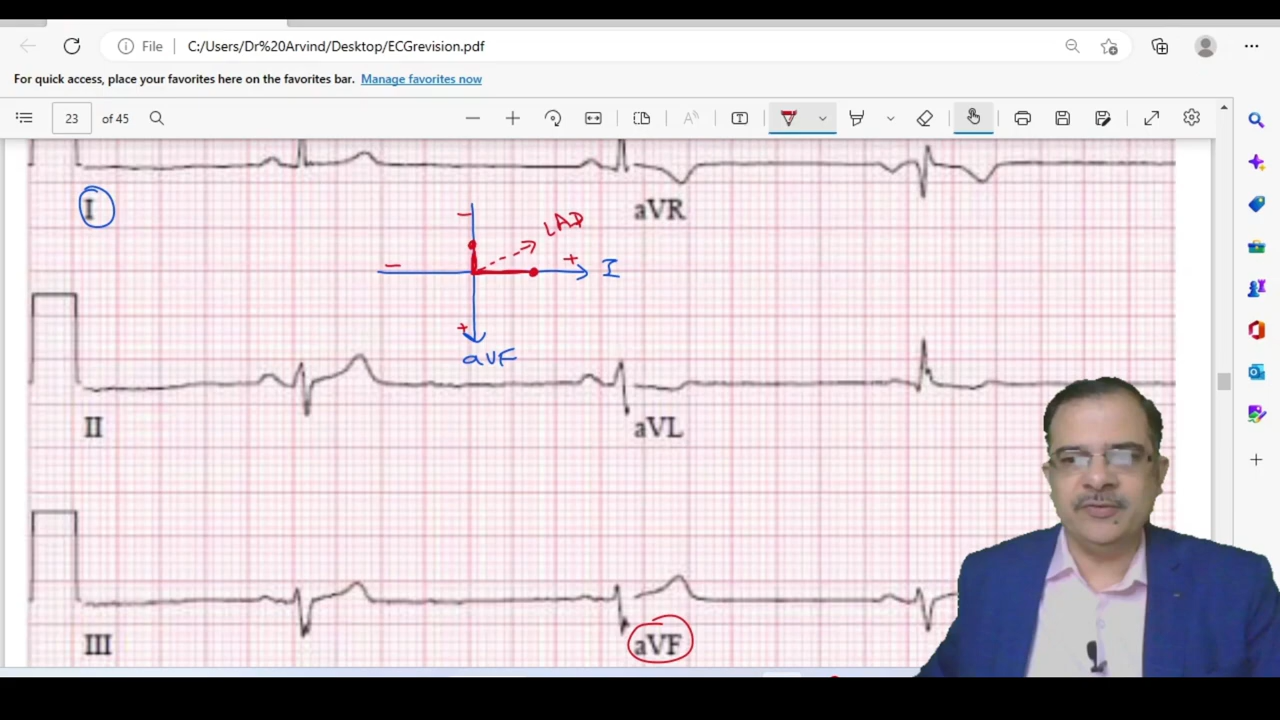 File C:/Users/Dr%20Arvind/Desktop/ECGrevision.pdf
For quick access, place your favorites here on the favorites bar. Manage favorites now
23 of 45
I
aVR
LAD
I
aVF
II
aVL
III
aVF